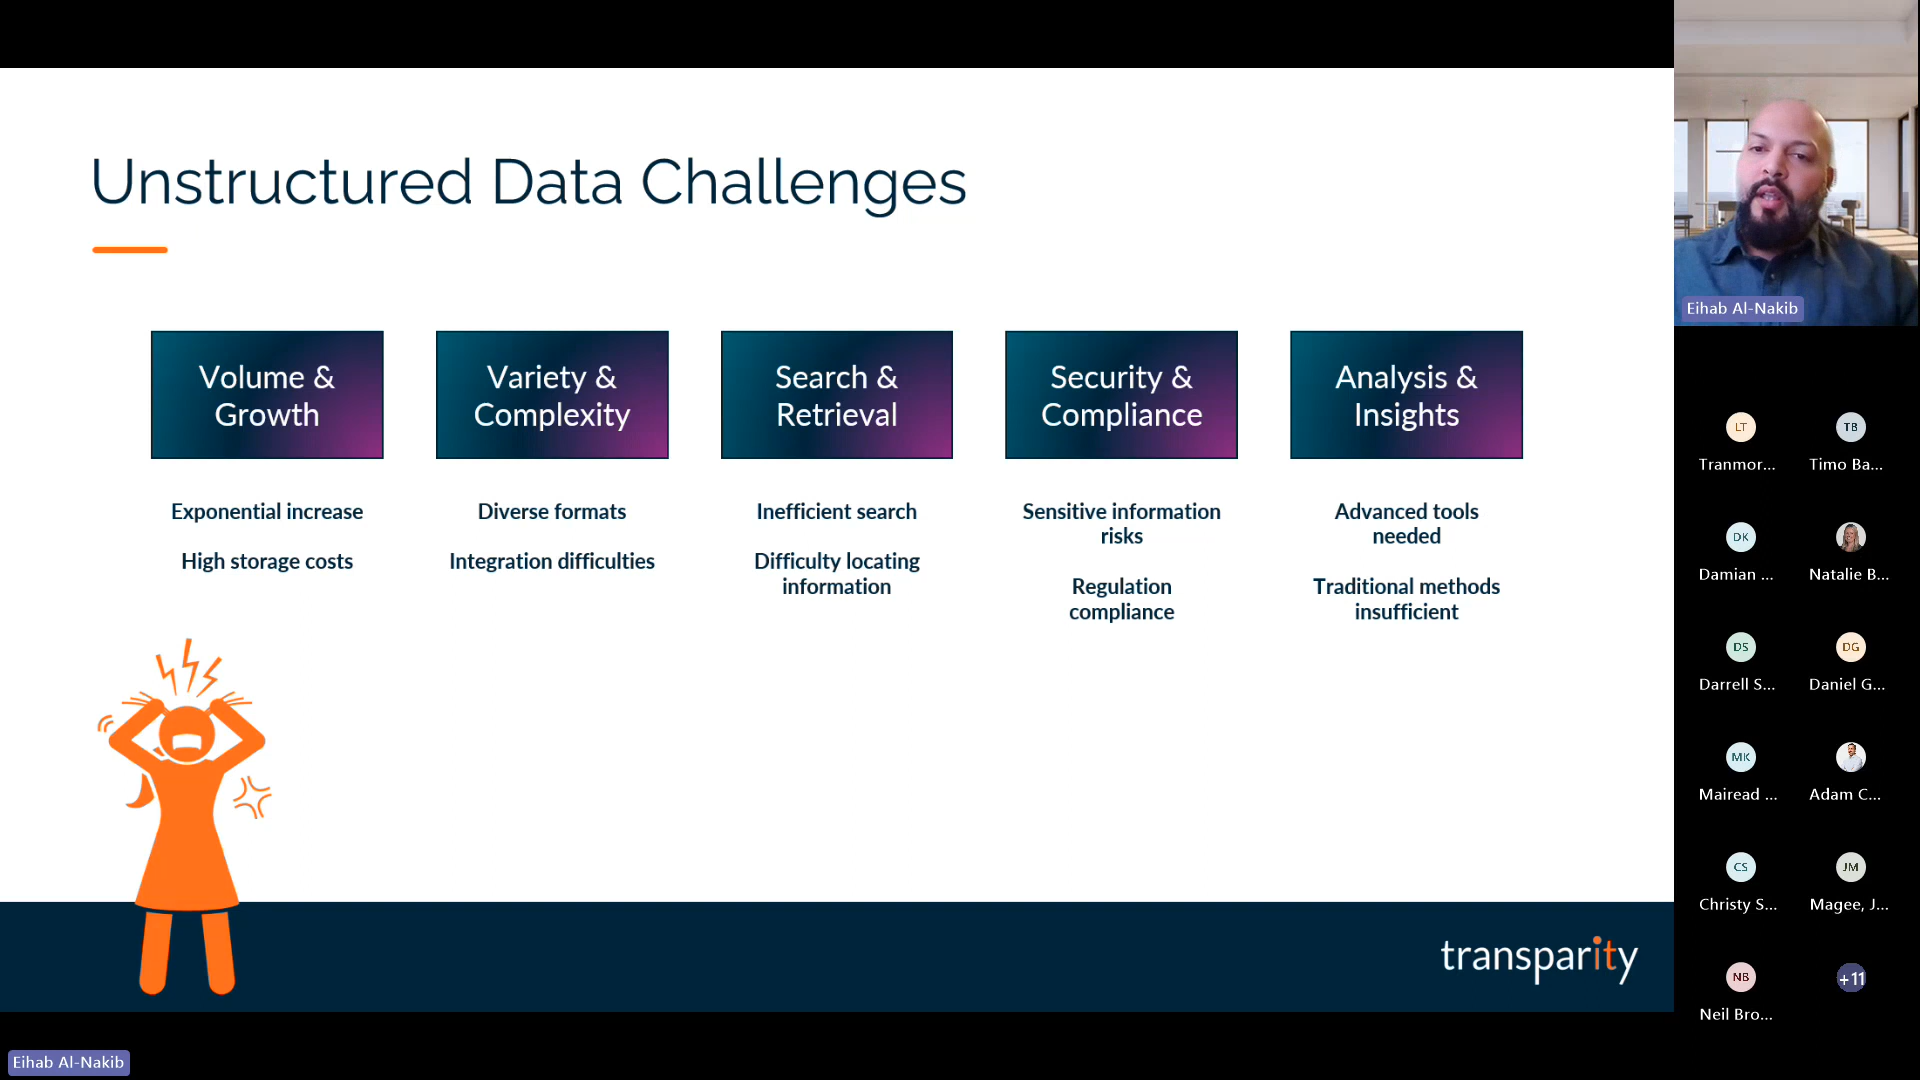 Unstructured Data Challenges
Volume &
Growth
Exponential increase
High storage costs
Variety &
Complexity
Diverse formats
Integration difficulties
Search &
Retrieval
Inefficient search
Difficulty locating
information
Security &
Compliance
Sensitive information
risks
Regulation
compliance
Analysis &
Insights
Advanced tools
needed
Traditional methods
insufficient
transparity
Eihab Al-Nakib
Eihab Al-Nakib
LT
Tranmor...
TB
Timo Ba...
DK
Damian ...
Natalie B...
DS
Darrell S...
DG
Daniel G...
MK
Mairead ...
Adam C...
CS
Christy S...
JM
Magee, J...
NB
Neil Bro...
+11